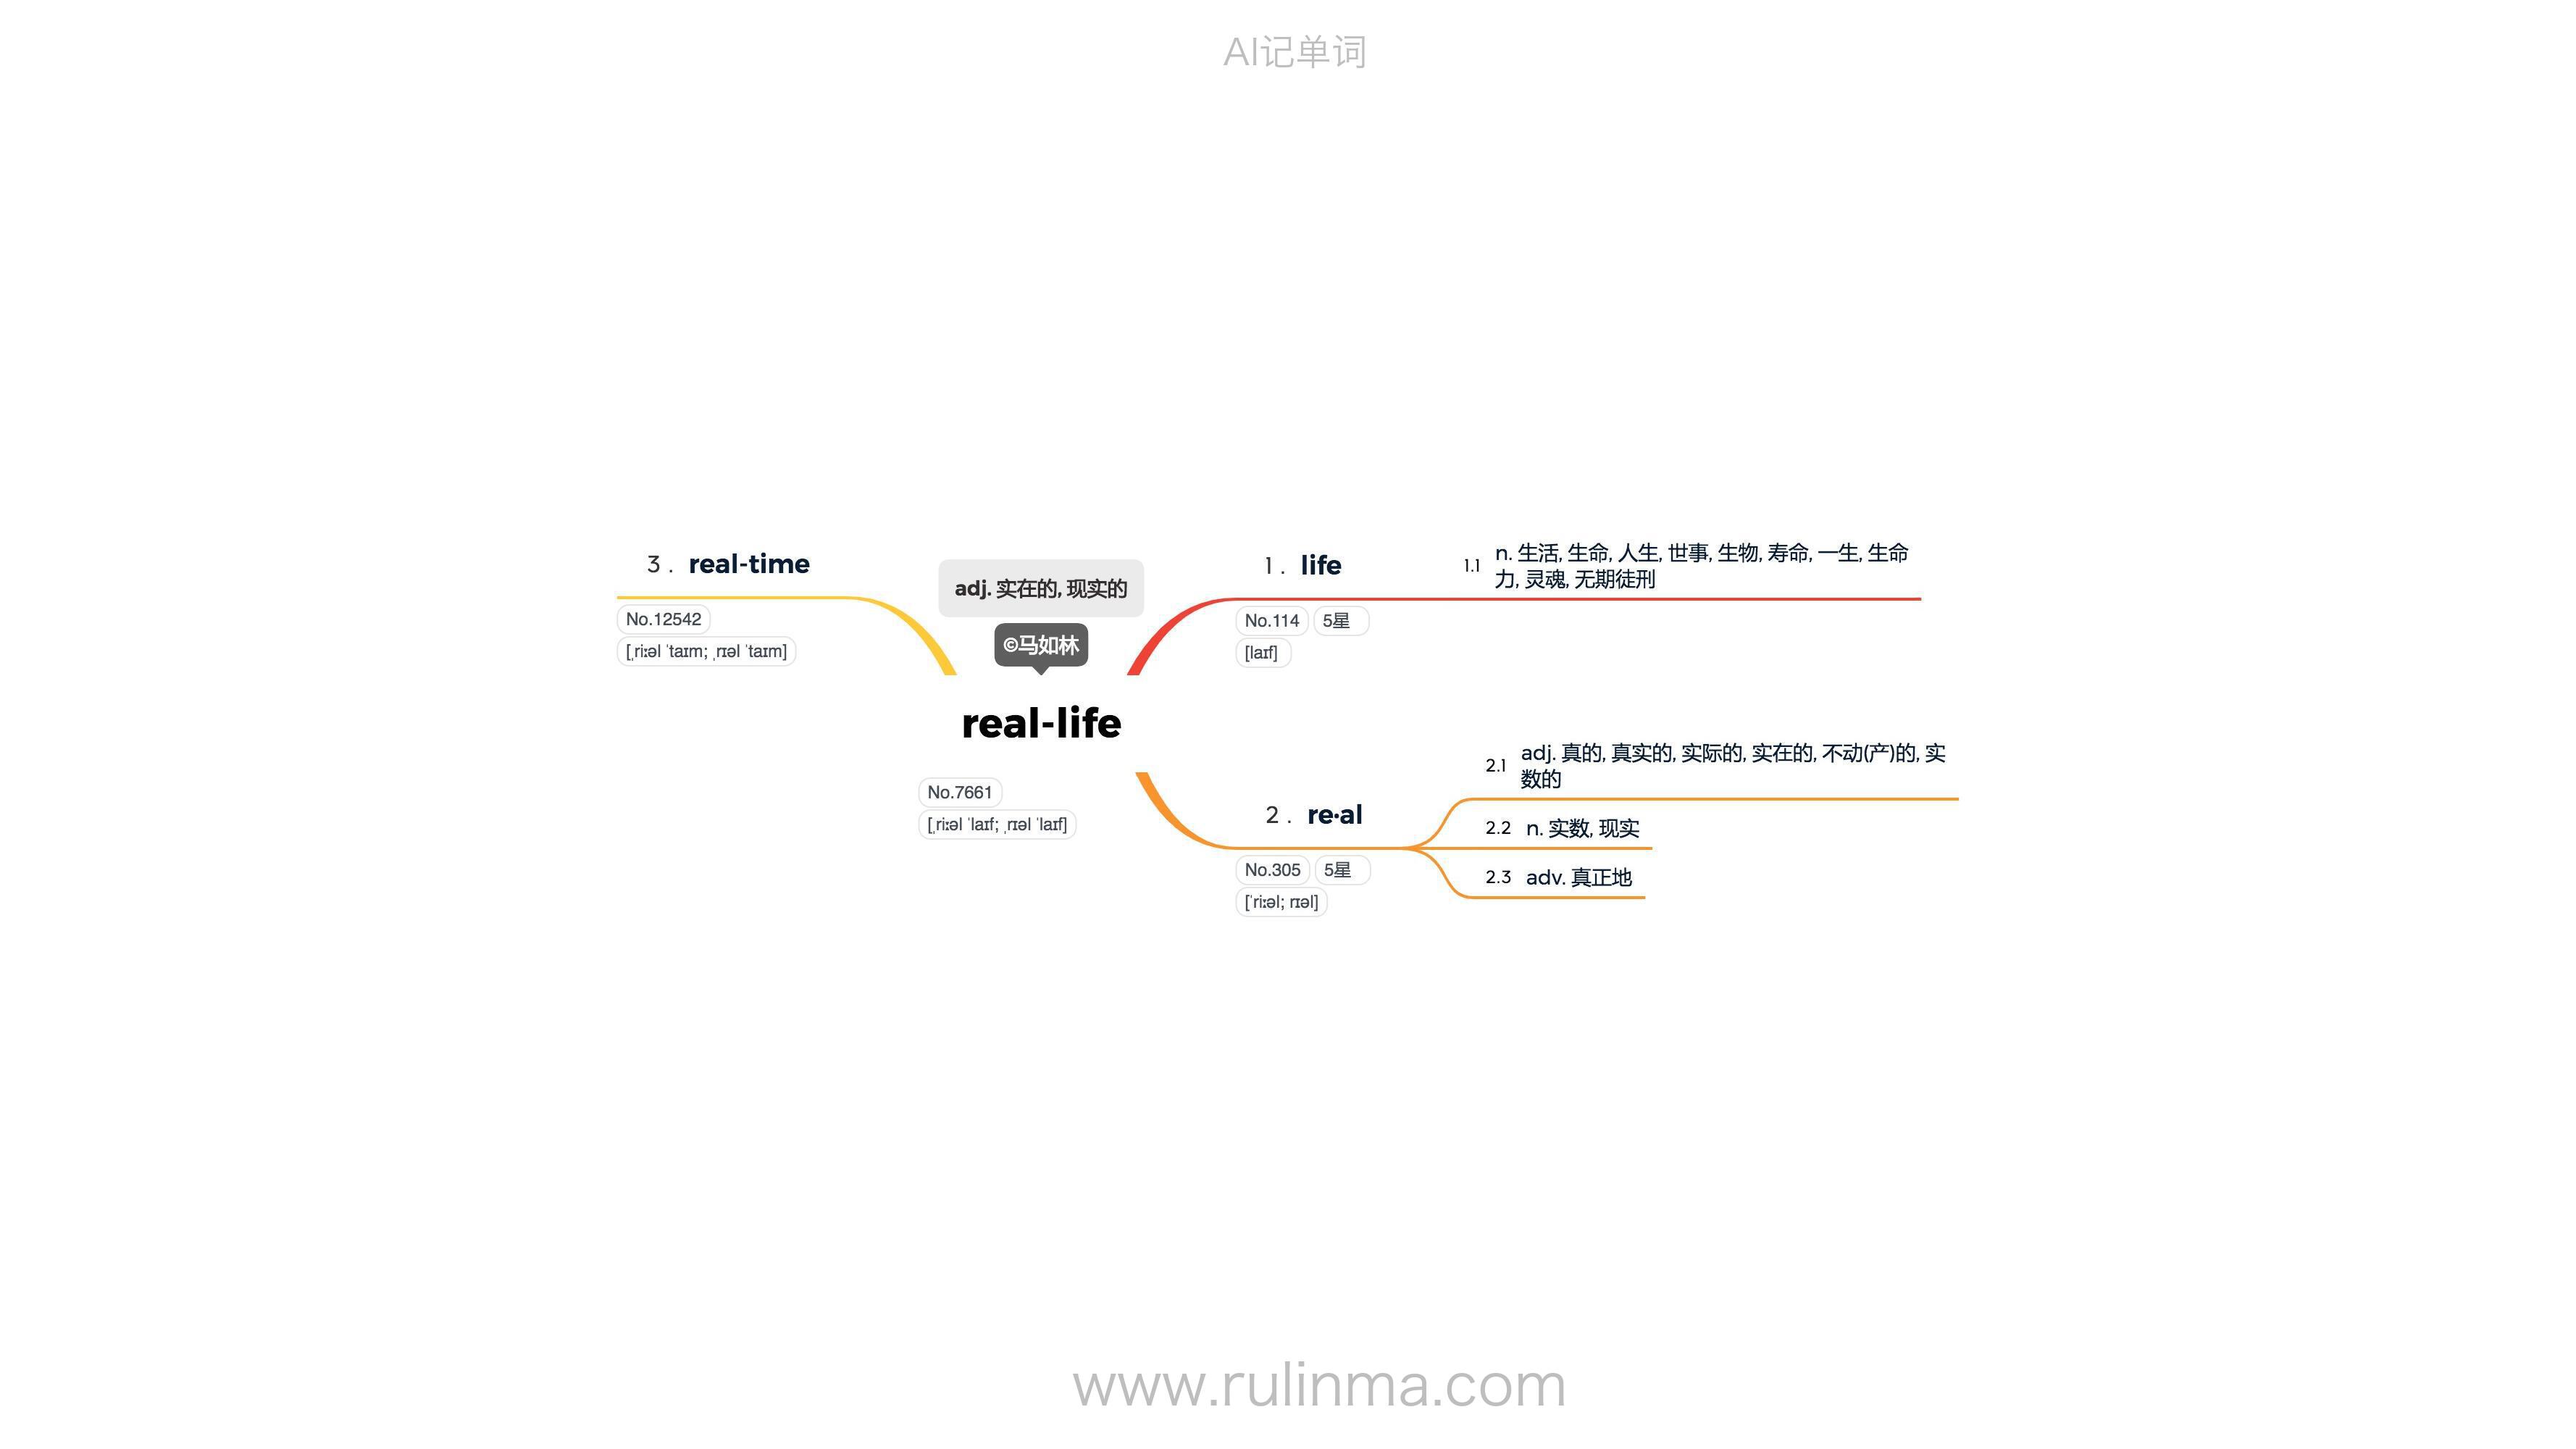 AI记单词
3 . real-time
No.12542
[ˌriːəl ˈtaɪm; ˌrɪəl ˈtaɪm]
adj. 实在的, 现实的
©马如林
real-life
No.7661
[ˌriːəl ˈlaɪf; ˌrɪəl ˈlaɪf]
1 . life
No.114 5星
[laɪf]
1.1 n. 生活, 生命, 人生, 世事, 生物, 寿命, 一生, 生命
力, 灵魂, 无期徒刑
2 . re·al
No.305 5星
[ˈriːəl; rɪəl]
2.1 adj. 真的, 真实的, 实际的, 实在的, 不动(产)的, 实
数的
2.2 n. 实数, 现实
2.3 adv. 真正地
www.rulinma.com